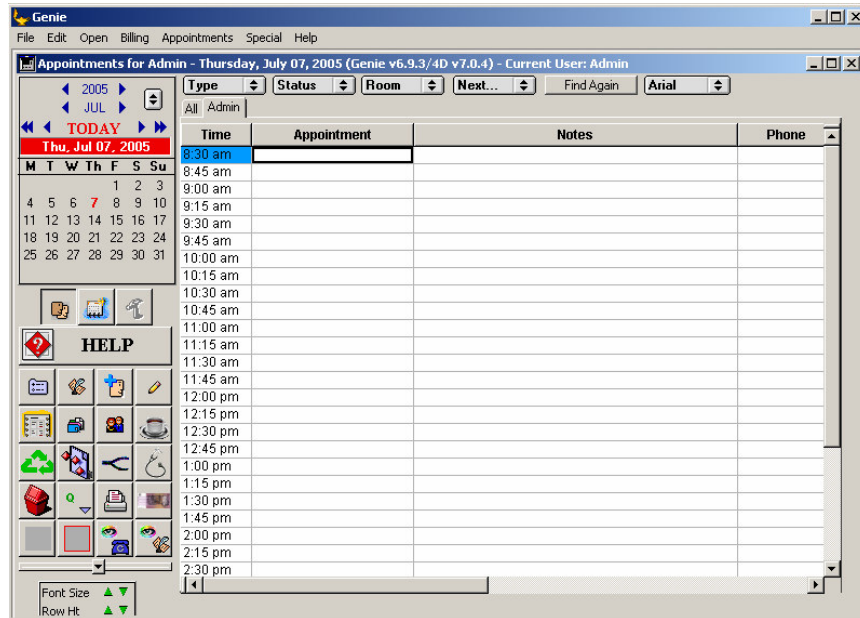 Genie
File Edit Open Billing Appointments Special Help
Appointments for Admin - Thursday, July 07, 2005 (Genie v6.9.3/4D v7.0.4) - Current User: Admin
2005
JUL
TODAY
Thu, Jul 07, 2005
M T W Th F S Su
1 2 3
4 5 6 7 8 9 10
11 12 13 14 15 16 17
18 19 20 21 22 23 24
25 26 27 28 29 30 31
HELP
Q
Font Size
Row Ht
Type Status Room Next... Find Again Arial
All Admin
Time Appointment Notes Phone
8:30 am
8:45 am
9:00 am
9:15 am
9:30 am
9:45 am
10:00 am
10:15 am
10:30 am
10:45 am
11:00 am
11:15 am
11:30 am
11:45 am
12:00 pm
12:15 pm
12:30 pm
12:45 pm
1:00 pm
1:15 pm
1:30 pm
1:45 pm
2:00 pm
2:15 pm
2:30 pm